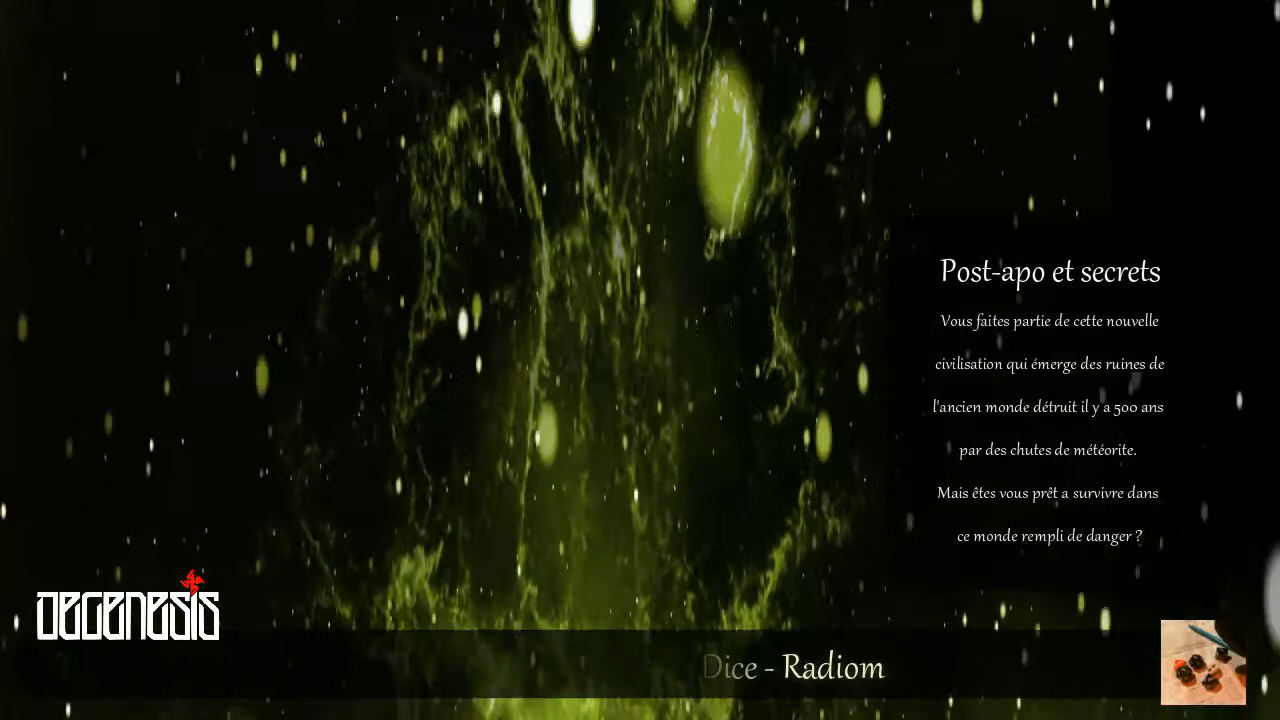 Post-apo et secrets
Vous faites partie de cette nouvelle
civilisation qui émerge des ruines de
l'ancien monde détruit il y a 500 ans
par des chutes de météorite.
Mais êtes vous prêt a survivre dans
ce monde rempli de danger ?
DEGENESIS
Dice - Radiom